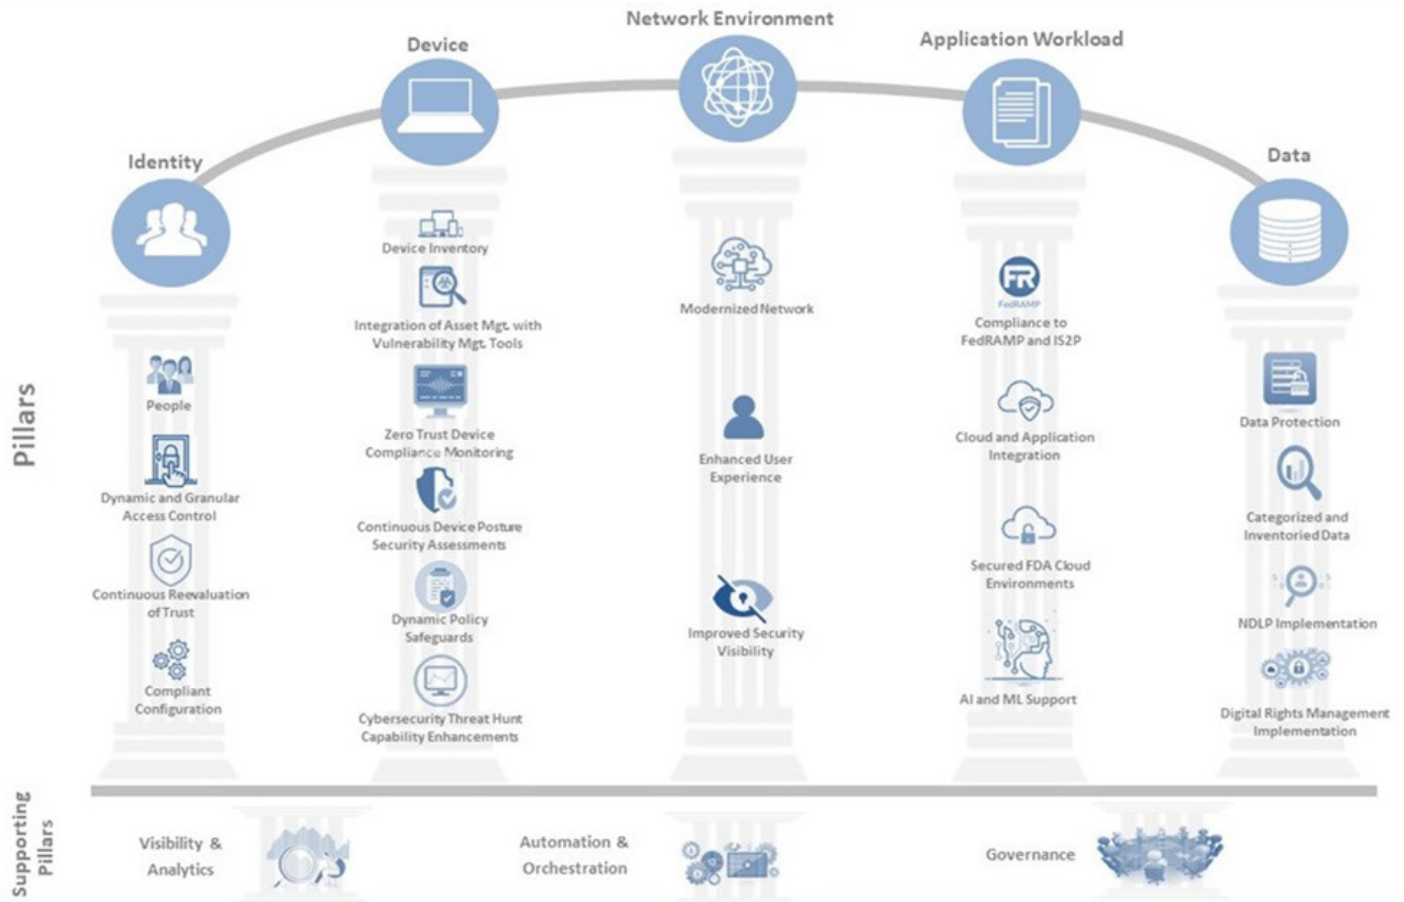 Network Environment
Device
Application Workload
Identity
Data
Pillars
People
Dynamic and Granular
Access Control
Continuous Reevaluation
of Trust
Compliant
Configuration
Device Inventory
Integration of Asset Mgt. with
Vulnerability Mgt. Tools
Zero Trust Device
Compliance Monitoring
Continuous Device Posture
Security Assessments
Dynamic Policy
Safeguards
Cybersecurity Threat Hunt
Capability Enhancements
Modernized Network
Enhanced User
Experience
Improved Security
Visibility
FR
FedRAMP
Compliance to
FedRAMP and IS2P
Cloud and Application
Integration
Secured FDA Cloud
Environments
AI and ML Support
Data Protection
Categorized and
Inventoried Data
NDLP Implementation
Digital Rights Management
Implementation
Supporting
Pillars
Visibility &
Analytics
Automation &
Orchestration
Governance